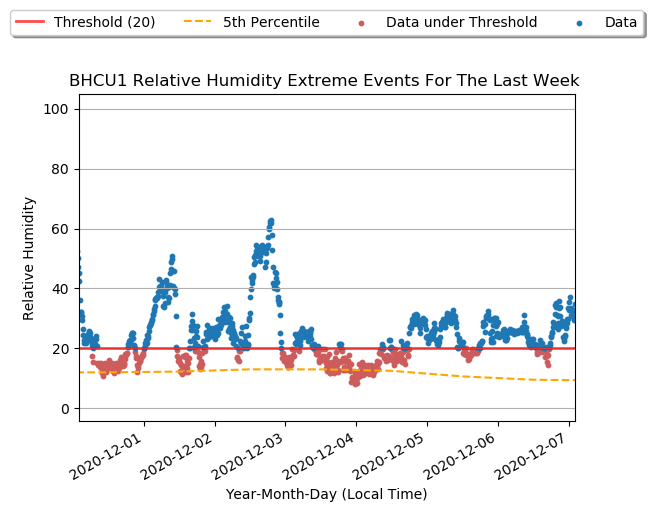 Threshold (20) 5th Percentile Data under Threshold Data
BHCU1 Relative Humidity Extreme Events For The Last Week
100
80
60
40
20
0
Relative Humidity
2020-12-01 2020-12-02 2020-12-03 2020-12-04 2020-12-05 2020-12-06 2020-12-07
Year-Month-Day (Local Time)